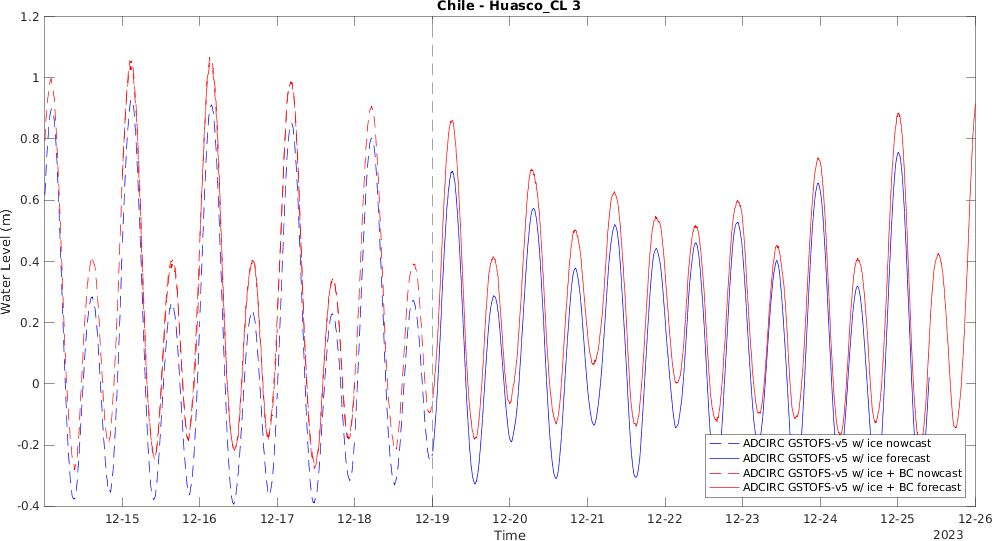 Chile - Huasco_CL 3
1.2
1
0.8
0.6
0.4
0.2
0
-0.2
-0.4
Water Level (m)
ADCIRC GSTOFS-v5 w/ ice nowcast
ADCIRC GSTOFS-v5 w/ ice forecast
ADCIRC GSTOFS-v5 w/ ice + BC nowcast
ADCIRC GSTOFS-v5 w/ ice + BC forecast
12-15 12-16 12-17 12-18 12-19 12-20 12-21 12-22 12-23 12-24 12-25 12-26
Time
2023